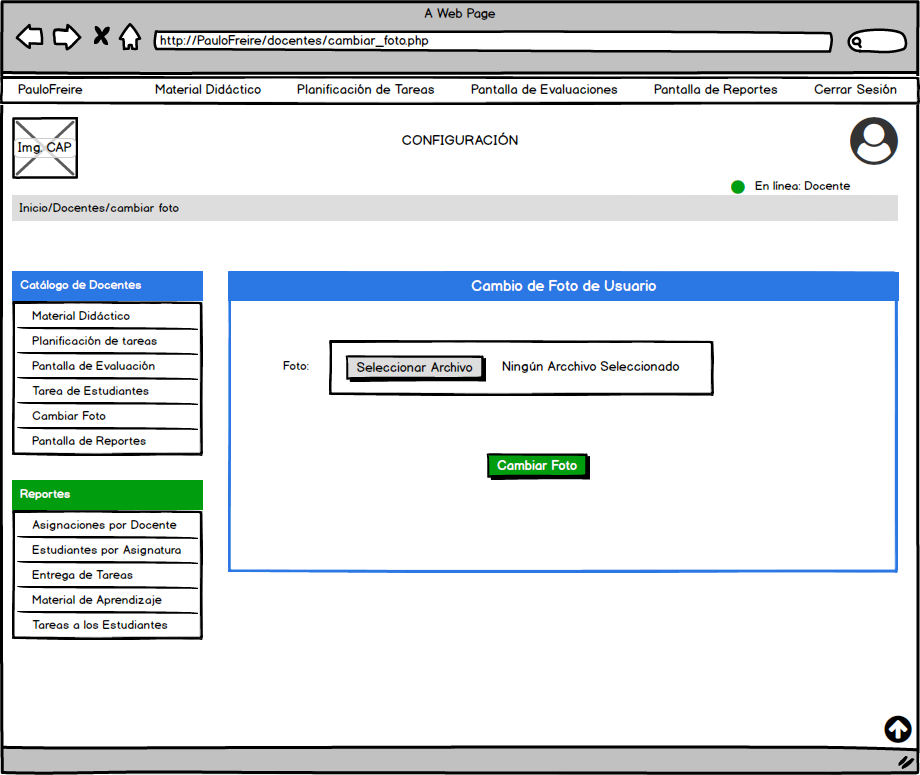 A Web Page
http://PauloFreire/docentes/cambiar_foto.php
PauloFreire Material Didáctico Planificación de Tareas Pantalla de Evaluaciones Pantalla de Reportes Cerrar Sesión
Img. CAP
CONFIGURACIÓN
En línea: Docente
Inicio/Docentes/cambiar foto
Catálogo de Docentes
Material Didáctico
Planificación de tareas
Pantalla de Evaluación
Tarea de Estudiantes
Cambiar Foto
Pantalla de Reportes
Reportes
Asignaciones por Docente
Estudiantes por Asignatura
Entrega de Tareas
Material de Aprendizaje
Tareas a los Estudiantes
Cambio de Foto de Usuario
Foto: Seleccionar Archivo Ningún Arcchivo Seleccionado
Cambiar Foto